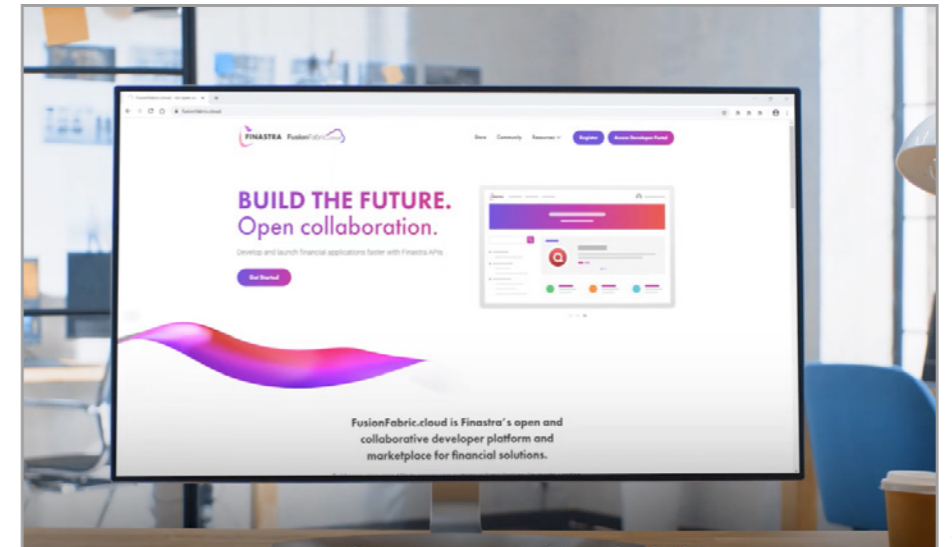 fusionfabric.cloud
FINASTRA FusionFabric.cloud
Store Community Resources Register Access Developer Portal
BUILD THE FUTURE.
Open collaboration.
Develop and launch financial applications faster with Finastra APIs
Get Started
FusionFabric.cloud is Finastra's open and
collaborative developer platform and
marketplace for financial solutions.